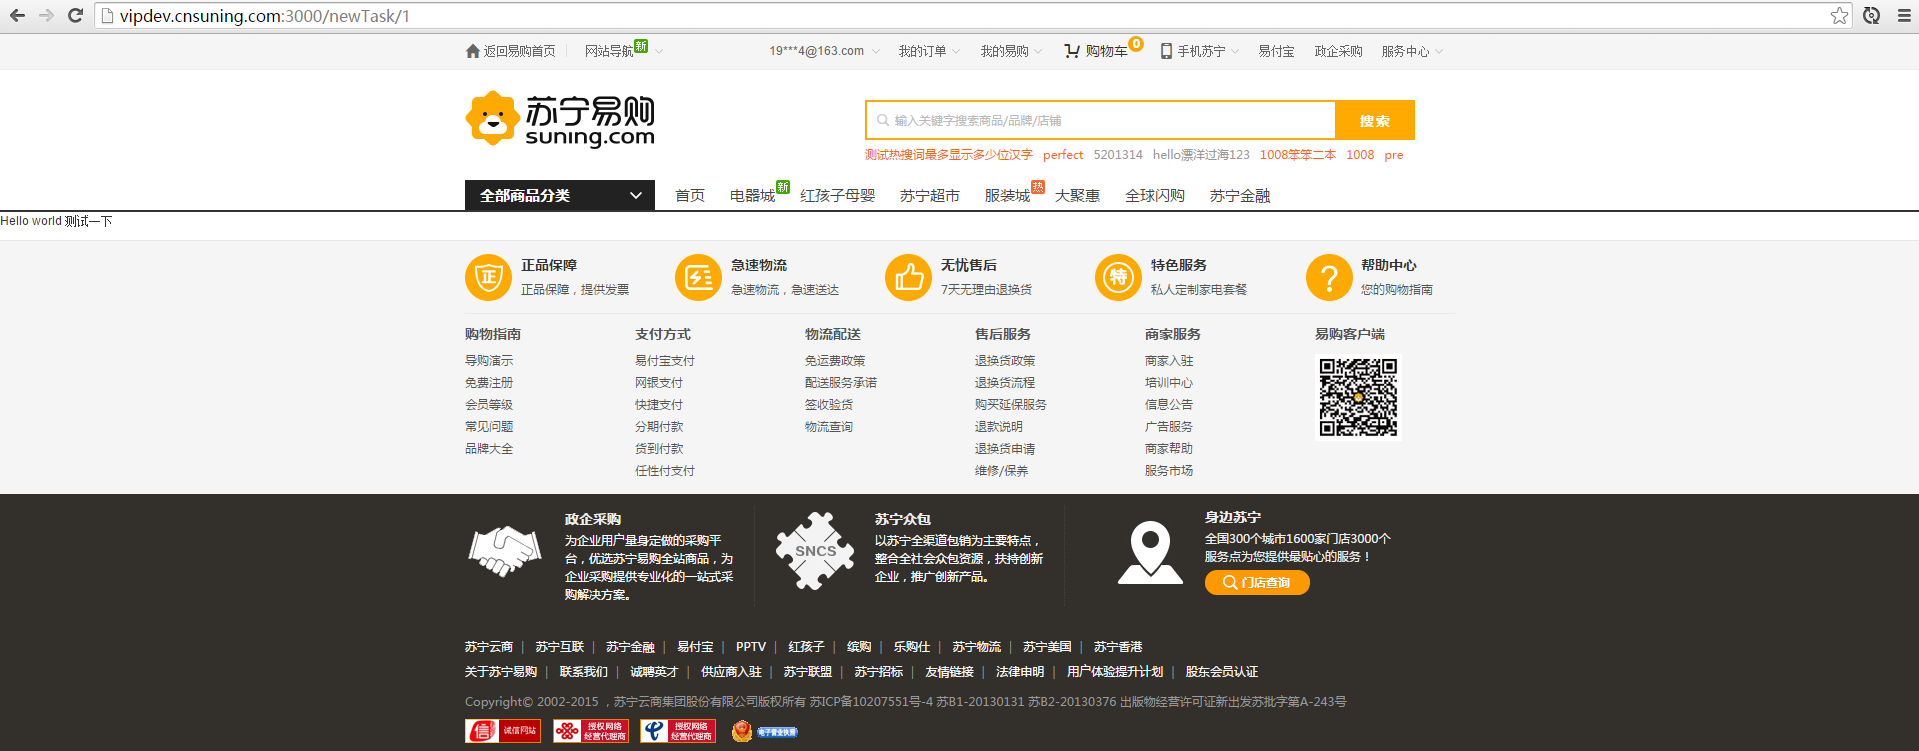 vipdev.cnsuning.com:3000/newTask/1
返回易购首页 网站导航 新 19***4@163.com 我的订单 我的易购 购物车 0 手机苏宁 易付宝 政企采购 服务中心
苏宁易购
suning.com
输入关键字搜索商品/品牌/店铺 搜索
测试热搜词最多显示多少位汉字 perfect 5201314 hello漂洋过海123 1008笨笨二本 1008 pre
全部商品分类 首页 电器城 新 红孩子母婴 苏宁超市 服装城 热 大聚惠 全球闪购 苏宁金融
Hello world 测试一下
正 正品保障 急速物流 无忧售后 特 特色服务 ? 帮助中心
正品保障，提供发票 急速物流，急速送达 7天无理由退换货 私人定制家电套餐 您的购物指南
购物指南 支付方式 物流配送 售后服务 商家服务 易购客户端
导购演示 易付宝支付 免运费政策 退换货政策 商家入驻
免费注册 网银支付 配送服务承诺 退换货流程 培训中心
会员等级 快捷支付 签收验货 购买延保服务 信息公告
常见问题 分期付款 物流查询 退款说明 广告服务
品牌大全 货到付款 退换货申请 商家帮助
任性付支付 维修/保养 服务市场
政企采购
为企业用户量身定做的采购平
台，优选苏宁易购全站商品，为
企业采购提供专业化的一站式采
购解决方案。
SNCS
苏宁众包
以苏宁全渠道包销为主要特点，
整合全社会众包资源，扶持创新
企业，推广创新产品。
身边苏宁
全国300个城市1600家门店3000个
服务点为您提供最贴心的服务！
门店查询
苏宁云商 | 苏宁互联 | 苏宁金融 | 易付宝 | PPTV | 红孩子 | 缤购 | 乐购仕 | 苏宁物流 | 苏宁美国 | 苏宁香港
关于苏宁易购 | 联系我们 | 诚聘英才 | 供应商入驻 | 苏宁联盟 | 苏宁招标 | 友情链接 | 法律申明 | 用户体验提升计划 | 股东会员认证
Copyright© 2002-2015 ，苏宁云商集团股份有限公司版权所有 苏ICP备10207551号-4 苏B1-20130131 苏B2-20130376 出版物经营许可证新出发苏批字第A-243号
信 诚信网站 授权网络 经营代理商 授权网络 经营代理商 电子营业执照